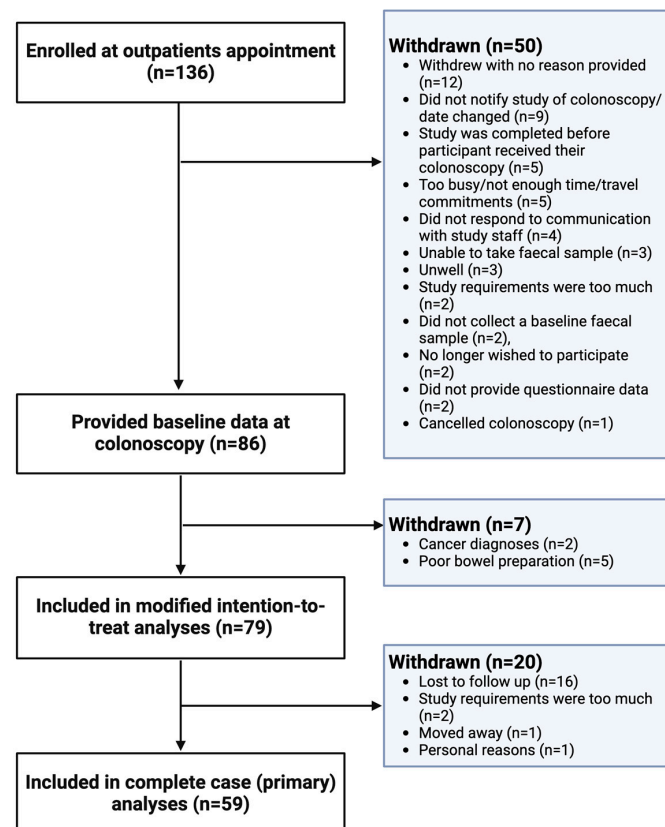 Enrolled at outpatients appointment
(n=136)
Withdrawn (n=50)
• Withdrew with no reason provided
(n=12)
• Did not notify study of colonoscopy/
date changed (n=9)
• Study was completed before
participant received their
colonoscopy (n=5)
• Too busy/not enough time/travel
commitments (n=5)
• Did not respond to communication
with study staff (n=4)
• Unable to take faecal sample (n=3)
• Unwell (n=3)
• Study requirements were too much
(n=2)
• Did not collect a baseline faecal
sample (n=2),
• No longer wished to participate
(n=2)
• Did not provide questionnaire data
(n=2)
• Cancelled colonoscopy (n=1)
Provided baseline data at
colonoscopy (n=86)
Withdrawn (n=7)
• Cancer diagnoses (n=2)
• Poor bowel preparation (n=5)
Included in modified intention-to-
treat analyses (n=79)
Withdrawn (n=20)
• Lost to follow up (n=16)
• Study requirements were too much
(n=2)
• Moved away (n=1)
• Personal reasons (n=1)
Included in complete case (primary)
analyses (n=59)